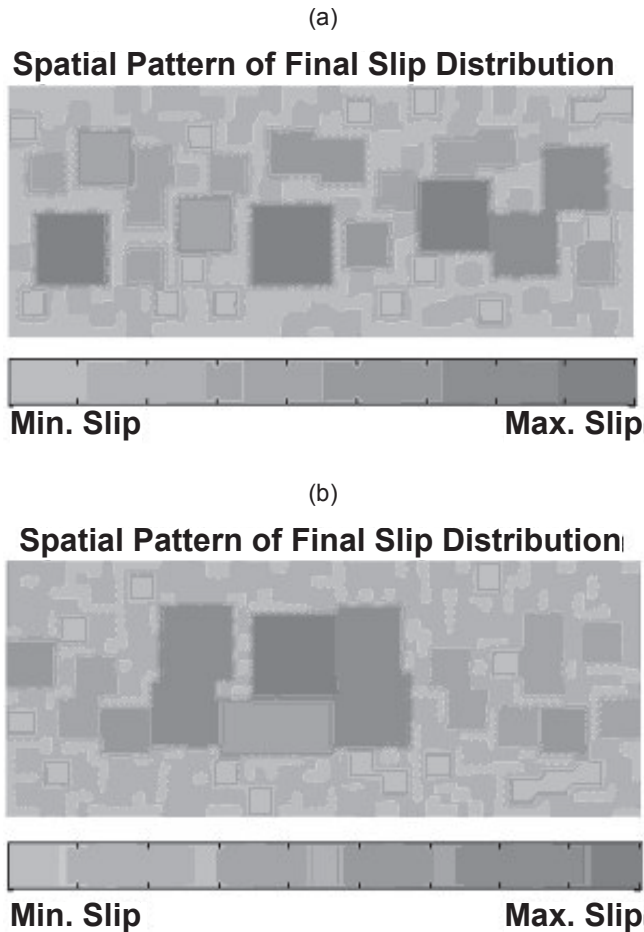 (a)
Spatial Pattern of Final Slip Distribution
Min. Slip Max. Slip
(b)
Spatial Pattern of Final Slip Distribution
Min. Slip Max. Slip